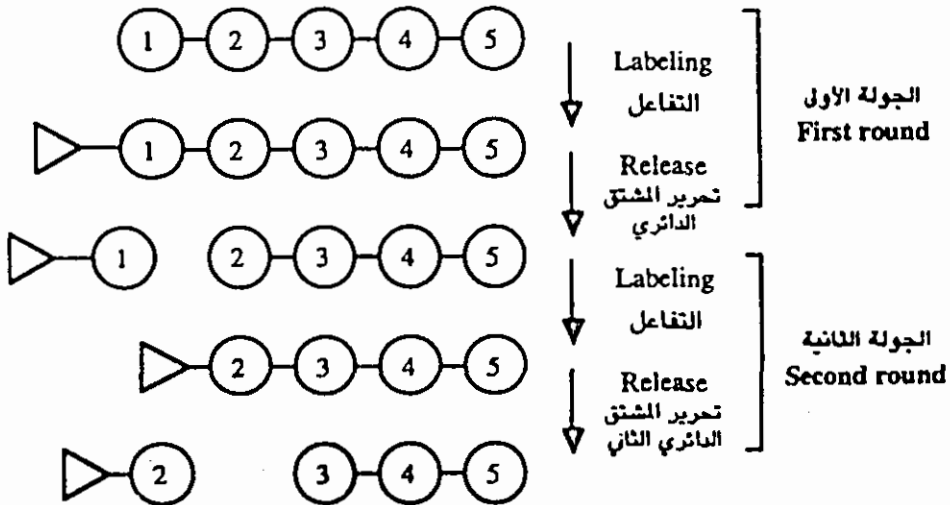 1 2 3 4 5
Labeling
التفاعل
1 2 3 4 5
Release
تحرير المشتق
الدائري
الجولة الأولى
First round
1 2 3 4 5
Labeling
التفاعل
2 3 4 5
Release
تحرير المشتق
الدائري الثاني
الجولة الثانية
Second round
2 3 4 5